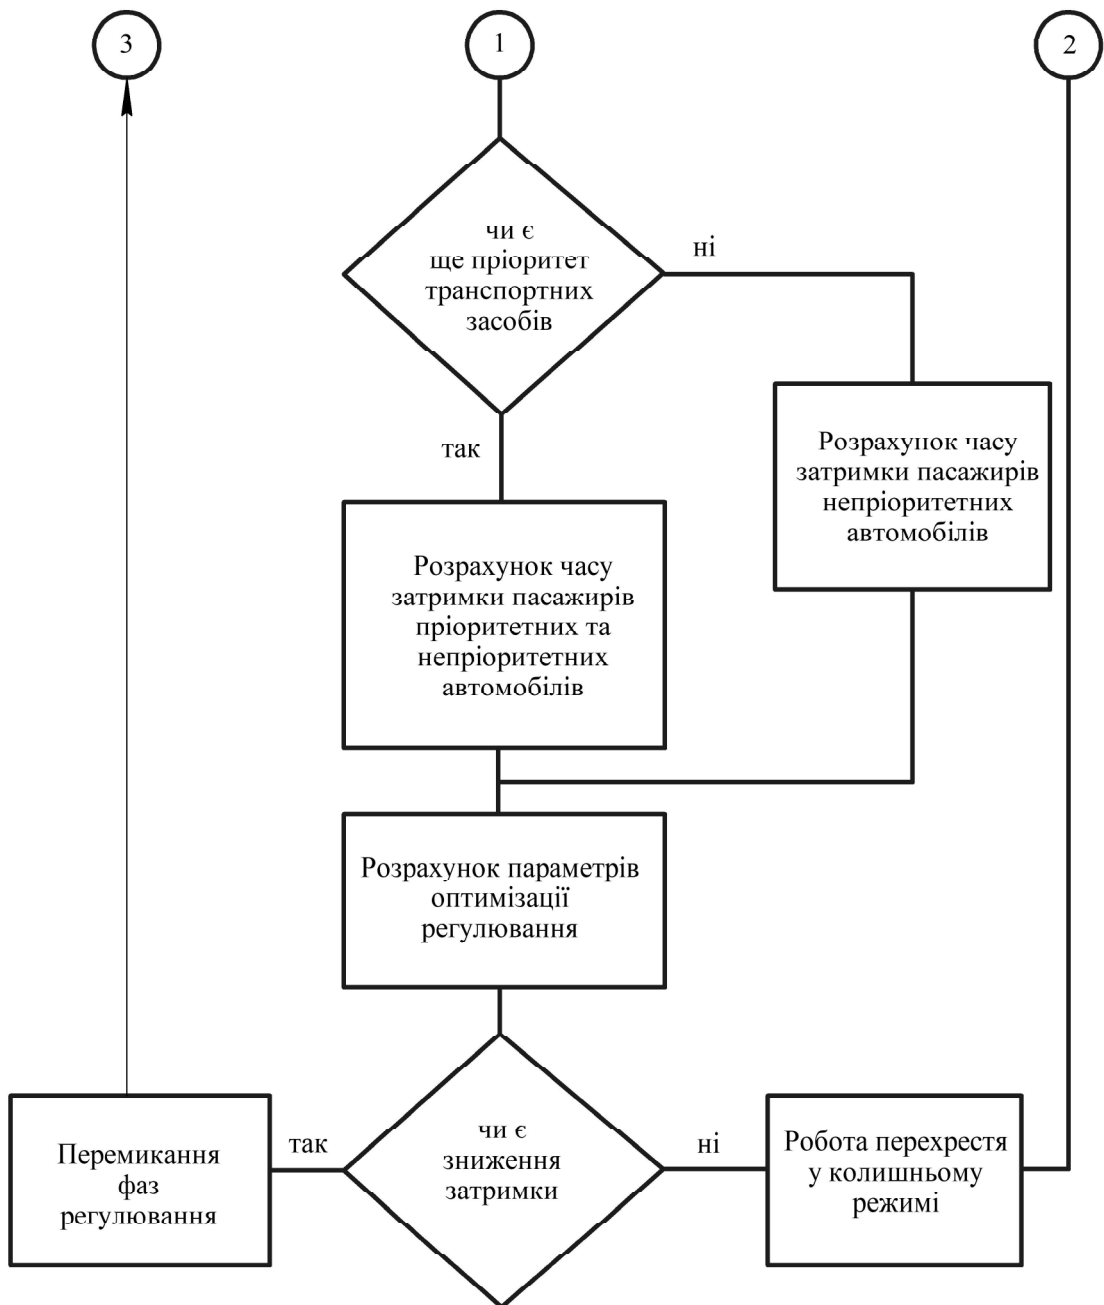 3
1
2
чи є
ще пріоритет
транспортних
засобів
ні
так
Розрахунок часу
затримки пасажирів
непріоритетних
автомобілів
Розрахунок часу
затримки пасажирів
пріоритетних та
непріоритетних
автомобілів
Розрахунок параметрів
оптимізації
регулювання
Перемикання
фаз
регулювання
так
чи є
зниження
затримки
ні
Робота перехрестя
у колишньому
режимі